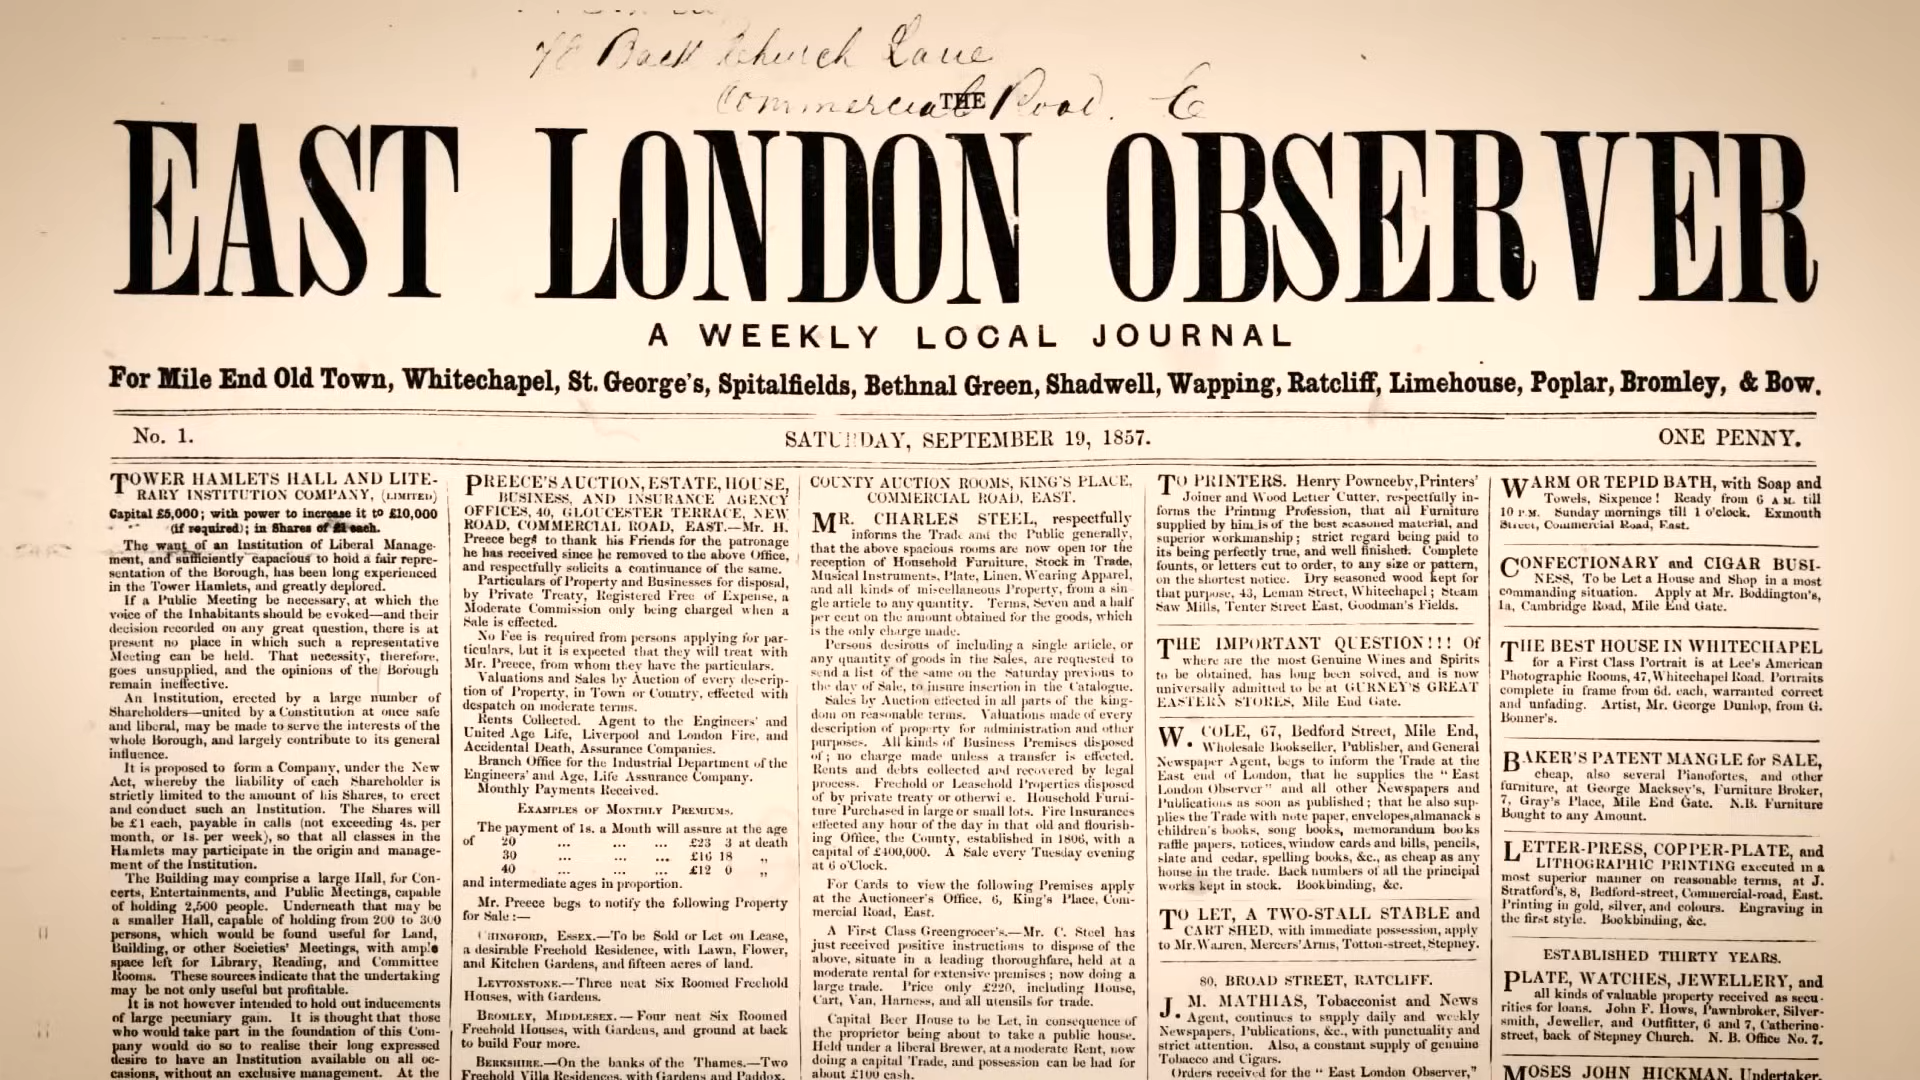 78 Back Church Lane
Commercial Road. E
THE
EAST LONDON OBSERVER
A WEEKLY LOCAL JOURNAL
For Mile End Old Town, Whitechapel, St. George's, Spitalfields, Bethnal Green, Shadwell, Wapping, Ratcliff, Limehouse, Poplar, Bromley, & Bow.
No. 1.
SATURDAY, SEPTEMBER 19, 1857.
ONE PENNY.
TOWER HAMLETS HALL AND LITE-
RARY INSTITUTION COMPANY, (LIMITED)
Capital £5,000; with power to increase it to £10,000
(if required); in Shares of £1 each.
The want of an Institution of Liberal Manage-
ment, and sufficiently capacious to hold a fair repre-
sentation of the Borough, has been long experienced
in the Tower Hamlets, and greatly deplored.
If a Public Meeting be necessary, at which the
voice of the Inhabitants should be evoked—and their
decision recorded on any great question, there is at
present no place in which such a representative
Meeting can be held. That necessity, therefore,
goes unsupplied, and the opinions of the Borough
remain ineffective.
An Institution, erected by a large number of
Shareholders—united by a Constitution at once safe
and liberal, may be made to serve the interests of the
whole Borough, and largely contribute to its general
influence.
It is proposed to form a Company, under the New
Act, whereby the liability of each Shareholder is
strictly limited to the amount of his Shares, to erect
and conduct such an Institution. The Shares will
be £1 each, payable in calls (not exceeding 4s. per
month, or 1s. per week), so that all classes in the
Hamlets may participate in the origin and manage-
ment of the Institution.
The Building may comprise a large Hall, for Con-
certs, Entertainments, and Public Meetings, capable
of holding 2,500 people. Underneath that may be
a smaller Hall, capable of holding from 200 to 300
persons, which would be found useful for Land,
Building, or other Societies' Meetings, with ample
space left for Library, Reading, and Committee
Rooms. These sources indicate that the undertaking
may be not only useful but profitable.
It is not however intended to hold out inducements
of large pecuniary gain. It is thought that those
who would take part in the foundation of this Com-
pany would do so to realise their long expressed
desire to have an Institution available on all oc-
casions, without an exclusive management. At the
PREECE'S AUCTION, ESTATE, HOUSE,
BUSINESS, AND INSURANCE AGENCY
OFFICES, 40, GLOUCESTER TERRACE, NEW
ROAD, COMMERCIAL ROAD, EAST.—Mr. H.
Preece begs to thank his Friends for the patronage
he has received since he removed to the above Office,
and respectfully solicits a continuance of the same.
Particulars of Property and Businesses for disposal,
by Private Treaty, Registered Free of Expense, a
Moderate Commission only being charged when a
Sale is effected.
No Fee is required from persons applying for par-
ticulars, but it is expected that they will treat with
Mr. Preece, from whom they have the particulars.
Valuations and Sales by Auction of every descrip-
tion of Property, in Town or Country, effected with
despatch on moderate terms.
Rents Collected. Agent to the Engineers' and
United Age Life, Liverpool and London Fire, and
Accidental Death, Assurance Companies.
Branch Office for the Industrial Department of the
Engineers' and Age, Life Assurance Company.
Monthly Payments Received.
EXAMPLES OF MONTHLY PREMIUMS.
The payment of 1s. a Month will assure at the age
of 20 ... ... ... £23 3 at death
30 ... ... ... £16 18 „
40 ... ... ... £12 0 „
and intermediate ages in proportion.
Mr. Preece begs to notify the following Property
for Sale:—
CHINGFORD, ESSEX.—To be Sold or Let on Lease,
a desirable Freehold Residence, with Lawn, Flower,
and Kitchen Gardens, and fifteen acres of land.
LEYTONSTONE.—Three neat Six Roomed Freehold
Houses, with Gardens.
BROMLEY, MIDDLESEX.—Four neat Six Roomed
Freehold Houses, with Gardens, and ground at back
to build Four more.
BERKSHIRE.—On the banks of the Thames.—Two
Freehold Villa Residences, with Gardens and Paddox,
COUNTY AUCTION ROOMS, KING'S PLACE,
COMMERCIAL ROAD, EAST.
MR. CHARLES STEEL, respectfully
informs the Trade and the Public generally,
that the above spacious rooms are now open for the
reception of Household Furniture, Stock in Trade,
Musical Instruments, Plate, Linen, Wearing Apparel,
and all kinds of miscellaneous Property, from a sin-
gle article to any quantity. Terms, Seven and a half
per cent on the amount obtained for the goods, which
is the only charge made.
Persons desirous of including a single article, or
any quantity of goods in the Sales, are requested to
send a list of the same on the Saturday previous to
the day of Sale, to insure insertion in the Catalogue.
Sales by Auction effected in all parts of the king-
dom on reasonable terms. Valuations made of every
description of property for administration and other
purposes. All kinds of Business Premises disposed
of; no charge made unless a transfer is effected.
Rents and debts collected and recovered by legal
process. Freehold or Leasehold Properties disposed
of by private treaty or otherwi e. Household Furni-
ture Purchased in large or small lots. Fire Insurances
effected any hour of the day in that old and flourish-
ing Office, the County, established in 1806, with a
capital of £400,000. A Sale every Tuesday evening
at 6 o'Clock.
For Cards to view the following Premises apply
at the Auctioneer's Office, 6, King's Place, Com-
mercial Road, East.
A First Class Greengrocer's.—Mr. C. Steel has
just received positive instructions to dispose of the
above, situate in a leading thoroughfare, held at a
moderate rental for extensive premises; now doing a
large trade. Price only £220, including House,
Cart, Van, Harness, and all utensils for trade.
Capital Beer House to be Let, in consequence of
the proprietor being about to take a public house.
Held under a liberal Brewer, at a moderate Rent, now
doing a capital Trade, and possession can be had for
about £100 cash.
TO PRINTERS. Henry Pownceby, Printers'
Joiner and Wood Letter Cutter, respectfully in-
forms the Printing Profession, that all Furniture
supplied by him is of the best seasoned material, and
superior workmanship; strict regard being paid to
its being perfectly true, and well finished. Complete
founts, or letters cut to order, to any size or pattern,
on the shortest notice. Dry seasoned wood kept for
that purpose, 43, Leman Street, Whitechapel; Steam
Saw Mills, Tenter Street East, Goodman's Fields.
THE IMPORTANT QUESTION!!! Of
where are the most Genuine Wines and Spirits
to be obtained, has long been solved, and is now
universally admitted to be at GURNEY'S GREAT
EASTERN STORES, Mile End Gate.
W. COLE, 67, Bedford Street, Mile End,
Wholesale Bookseller, Publisher, and General
Newspaper Agent, begs to inform the Trade at the
East end of London, that he supplies the "East
London Observer" and all other Newspapers and
Publications as soon as published; that he also sup-
plies the Trade with note paper, envelopes, almanack s
children's books, song books, memorandum books
raffle papers, notices, window cards and bills, pencils,
slate and cedar, spelling books, &c., as cheap as any
house in the trade. Back numbers of all the principal
works kept in stock. Bookbinding, &c.
TO LET, A TWO-STALL STABLE and
CART SHED, with immediate possession, apply
to Mr. Warren, Mercers' Arms, Totton-street, Stepney.
80, BROAD STREET, RATCLIFF.
J. M. MATHIAS, Tobacconist and News
Agent, continues to supply daily and weekly
Newspapers, Publications, &c., with punctuality and
strict attention. Also, a constant supply of genuine
Tobacco and Cigars.
Orders received for the "East London Observer,"
WARM OR TEPID BATH, with Soap and
Towels, Sixpence! Ready from 6 A.M. till
10 P.M. Sunday mornings till 1 o'clock. Exmouth
Street, Commercial Road, East.
CONFECTIONARY and CIGAR BUSI-
NESS, To be Let a House and Shop in a most
commanding situation. Apply at Mr. Boddington's,
1a, Cambridge Road, Mile End Gate.
THE BEST HOUSE IN WHITECHAPEL
for a First Class Portrait is at Lee's American
Photographic Rooms, 47, Whitechapel Road. Portraits
complete in frame from 6d. each, warranted correct
and unfading. Artist, Mr. George Dunlop, from G.
Bonner's.
BAKER'S PATENT MANGLE for SALE,
cheap, also several Pianofortes, and other
furniture, at George Macksey's, Furniture Broker,
7, Gray's Place, Mile End Gate. N.B. Furniture
Bought to any Amount.
LETTER-PRESS, COPPER-PLATE, and
LITHOGRAPHIC PRINTING executed in a
most superior manner on reasonable terms, at J.
Stratford's, 8, Bedford-street, Commercial-road, East.
Printing in gold, silver, and colours. Engraving in
the first style. Bookbinding, &c.
ESTABLISHED THIRTY YEARS.
PLATE, WATCHES, JEWELLERY, and
all kinds of valuable property received as secu-
rities for loans. John F. Hows, Pawnbroker, Silver-
smith, Jeweller, and Outfitter, 6 and 7, Catherine-
street, back of Stepney Church. N. B. Office No. 7.
MOSES JOHN HICKMAN, Undertaker,